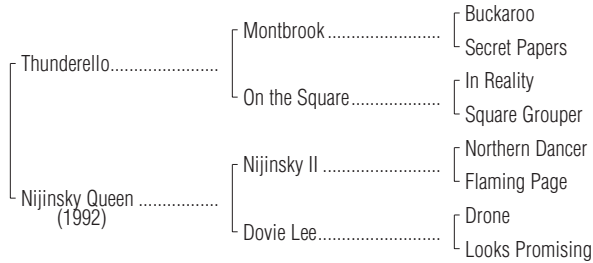 Buckaroo
Montbrook
Secret Papers
Thunderello
In Reality
On the Square
Square Grouper
Northern Dancer
Nijinsky II
Flaming Page
Nijinsky Queen
(1992)
Drone
Dovie Lee
Looks Promising